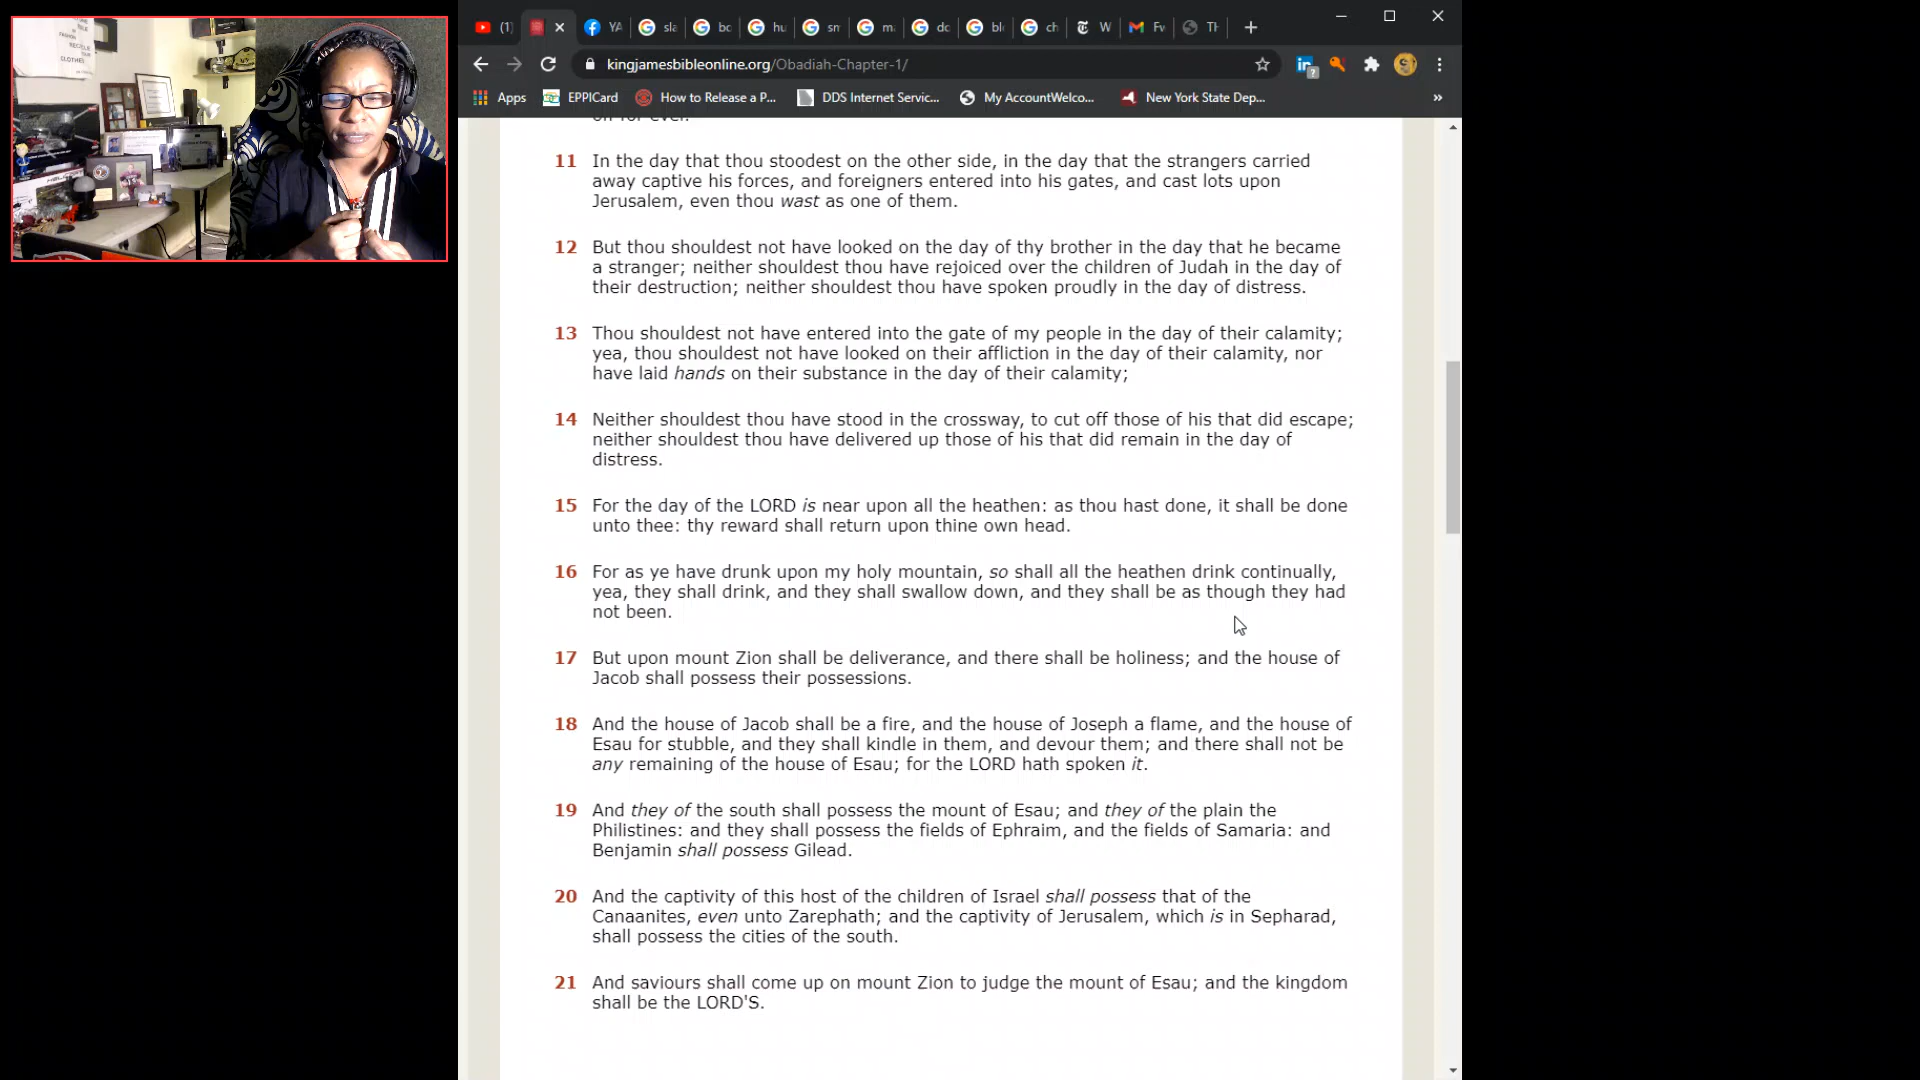 RECYCLE
CLOTHES
(1)
YA
sla
bc
hu
sn
m
dc
bl
ch
W
Fv
Tl
kingjamesbibleonline.org/Obadiah-Chapter-1/
Apps
EPPICard
How to Release a P...
DDS Internet Servic...
My AccountWelco...
New York State Dep...
»
on for ever.
11 In the day that thou stoodest on the other side, in the day that the strangers carried
away captive his forces, and foreigners entered into his gates, and cast lots upon
Jerusalem, even thou wast as one of them.
12 But thou shouldest not have looked on the day of thy brother in the day that he became
a stranger; neither shouldest thou have rejoiced over the children of Judah in the day of
their destruction; neither shouldest thou have spoken proudly in the day of distress.
13 Thou shouldest not have entered into the gate of my people in the day of their calamity;
yea, thou shouldest not have looked on their affliction in the day of their calamity, nor
have laid hands on their substance in the day of their calamity;
14 Neither shouldest thou have stood in the crossway, to cut off those of his that did escape;
neither shouldest thou have delivered up those of his that did remain in the day of
distress.
15 For the day of the LORD is near upon all the heathen: as thou hast done, it shall be done
unto thee: thy reward shall return upon thine own head.
16 For as ye have drunk upon my holy mountain, so shall all the heathen drink continually,
yea, they shall drink, and they shall swallow down, and they shall be as though they had
not been.
17 But upon mount Zion shall be deliverance, and there shall be holiness; and the house of
Jacob shall possess their possessions.
18 And the house of Jacob shall be a fire, and the house of Joseph a flame, and the house of
Esau for stubble, and they shall kindle in them, and devour them; and there shall not be
any remaining of the house of Esau; for the LORD hath spoken it.
19 And they of the south shall possess the mount of Esau; and they of the plain the
Philistines: and they shall possess the fields of Ephraim, and the fields of Samaria: and
Benjamin shall possess Gilead.
20 And the captivity of this host of the children of Israel shall possess that of the
Canaanites, even unto Zarephath; and the captivity of Jerusalem, which is in Sepharad,
shall possess the cities of the south.
21 And saviours shall come up on mount Zion to judge the mount of Esau; and the kingdom
shall be the LORD'S.